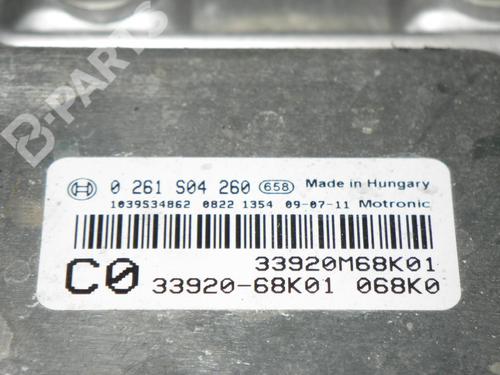 B-PARTS
0 261 S04 260 658 Made in Hungary
1039S34862 0822 1354 09-07-11 Motronic
C0 33920M68K01
33920-68K01 068K0